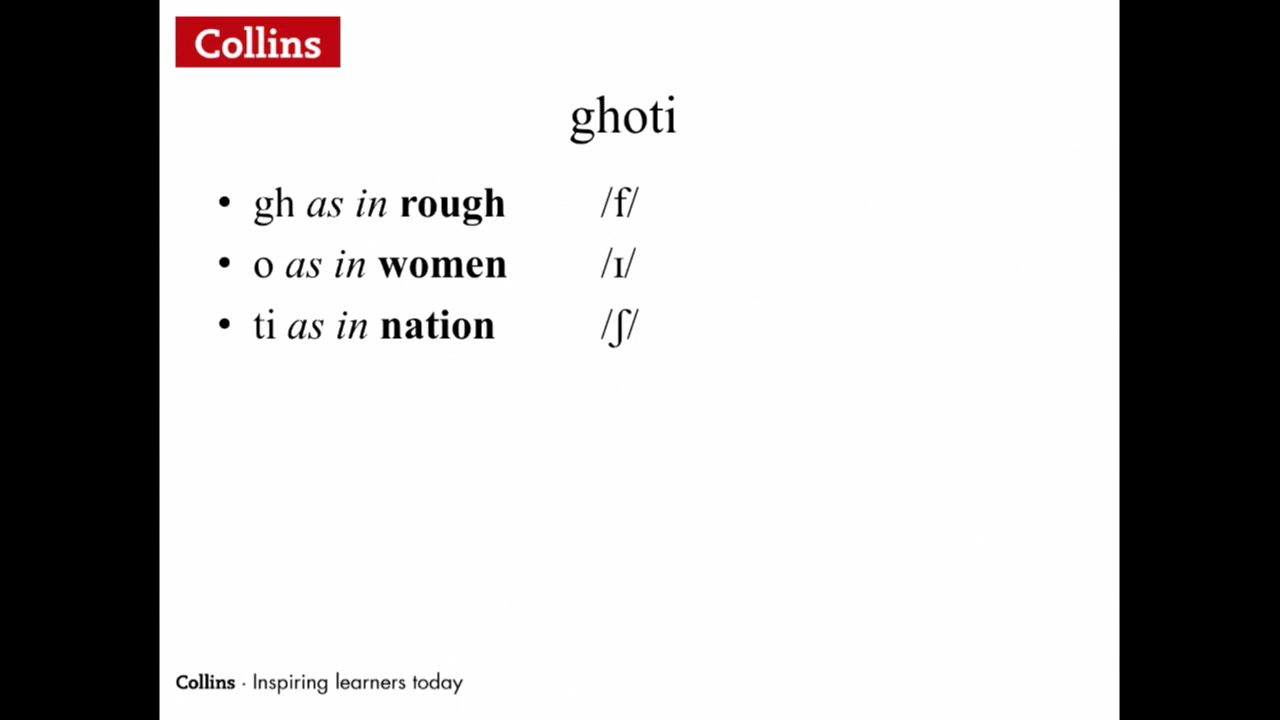 Collins
ghoti
• gh as in rough /f/
• o as in women /ɪ/
• ti as in nation /ʃ/
Collins · Inspiring learners today